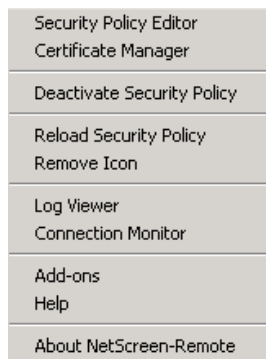 Security Policy Editor
Certificate Manager
Deactivate Security Policy
Reload Security Policy
Remove Icon
Log Viewer
Connection Monitor
Add-ons
Help
About NetScreen-Remote